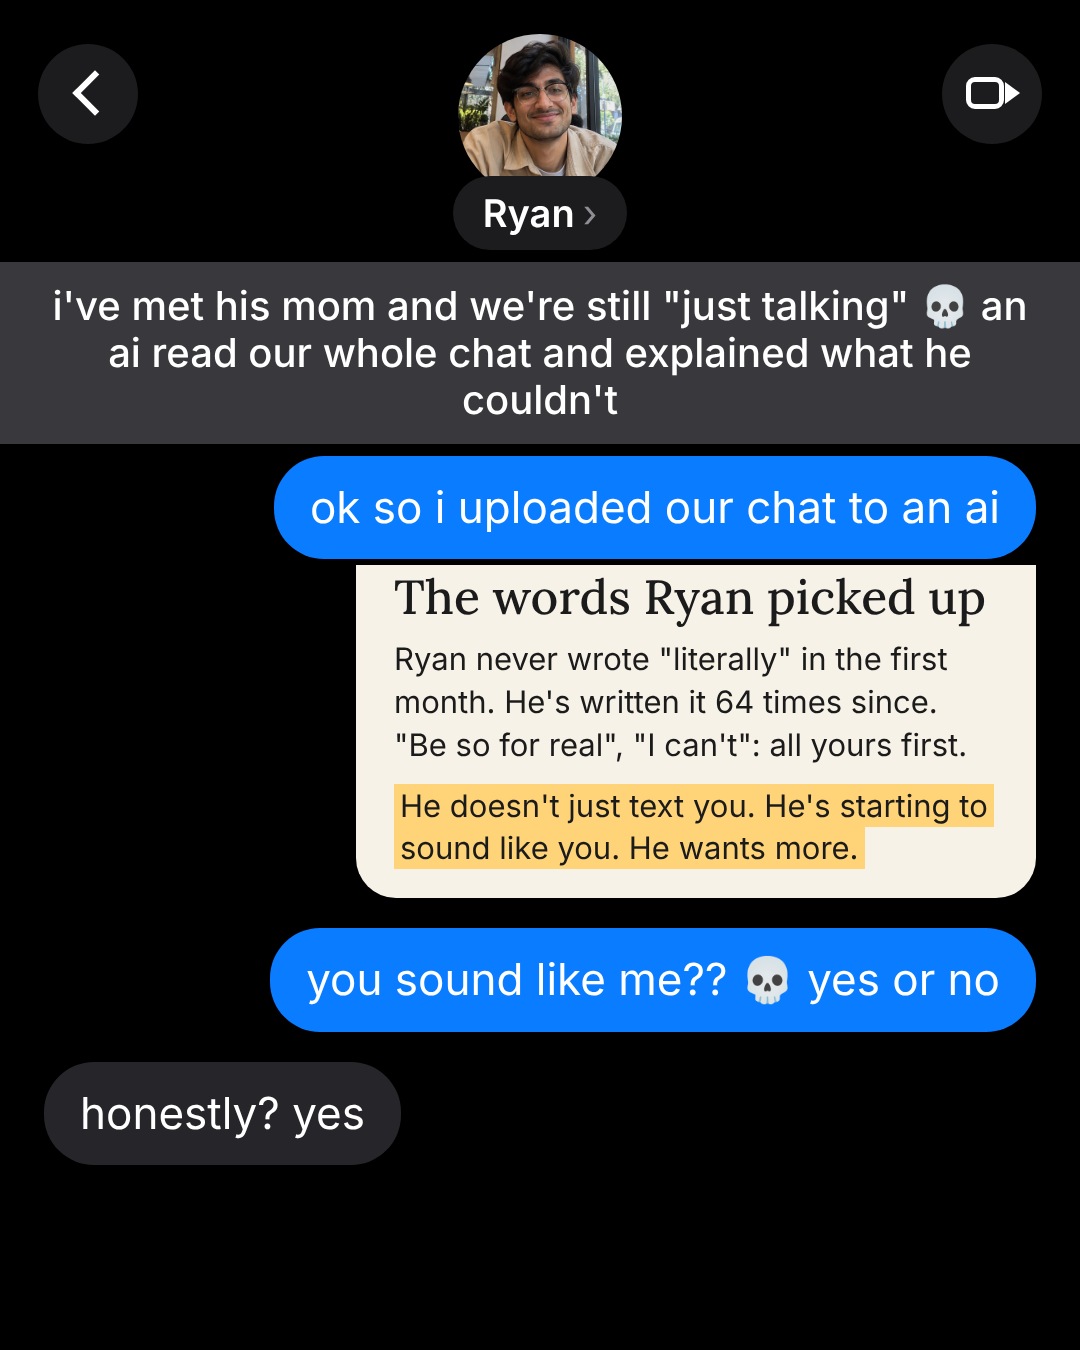 Ryan ›
i've met his mom and we're still "just talking" 💀 an
ai read our whole chat and explained what he
couldn't
ok so i uploaded our chat to an ai
The words Ryan picked up
Ryan never wrote "literally" in the first
month. He's written it 64 times since.
"Be so for real", "I can't": all yours first.
He doesn't just text you. He's starting to
sound like you. He wants more.
you sound like me?? 💀 yes or no
honestly? yes